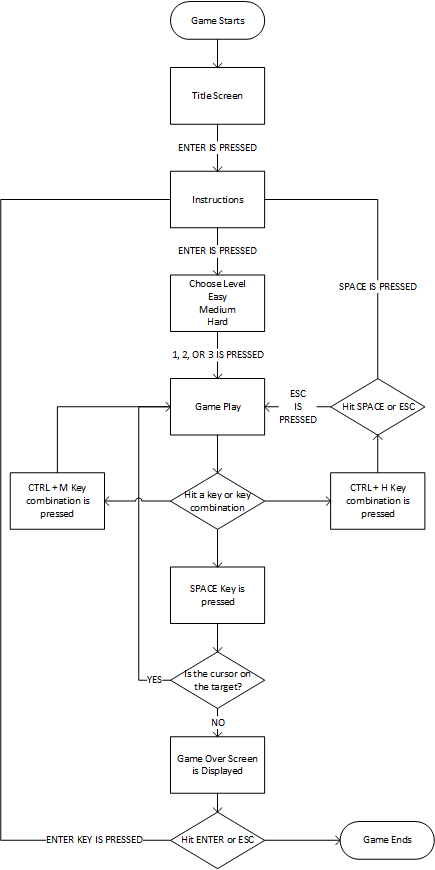 Game Starts
Title Screen
ENTER IS PRESSED
Instructions
ENTER IS PRESSED
SPACE IS PRESSED
Choose Level
Easy
Medium
Hard
1, 2, OR 3 IS PRESSED
Game Play
ESC
IS
PRESSED
Hit SPACE or ESC
CTRL + M Key
combination is
pressed
Hit a key or key
combination
CTRL + H Key
combination is
pressed
SPACE Key is
pressed
Is the cursor on
the target?
YES
NO
Game Over Screen
is Displayed
ENTER KEY IS PRESSED
Hit ENTER or ESC
Game Ends